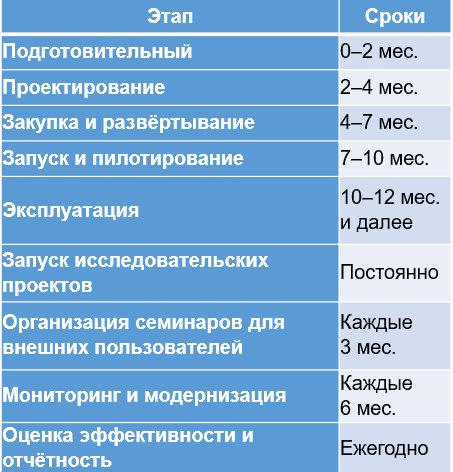 Этап Сроки
Подготовительный 0–2 мес.
Проектирование 2–4 мес.
Закупка и развёртывание 4–7 мес.
Запуск и пилотирование 7–10 мес.
Эксплуатация 10–12 мес.
и далее
Запуск исследовательских
проектов Постоянно
Организация семинаров для
внешних пользователей Каждые
3 мес.
Мониторинг и модернизация Каждые
6 мес.
Оценка эффективности и
отчётность Ежегодно